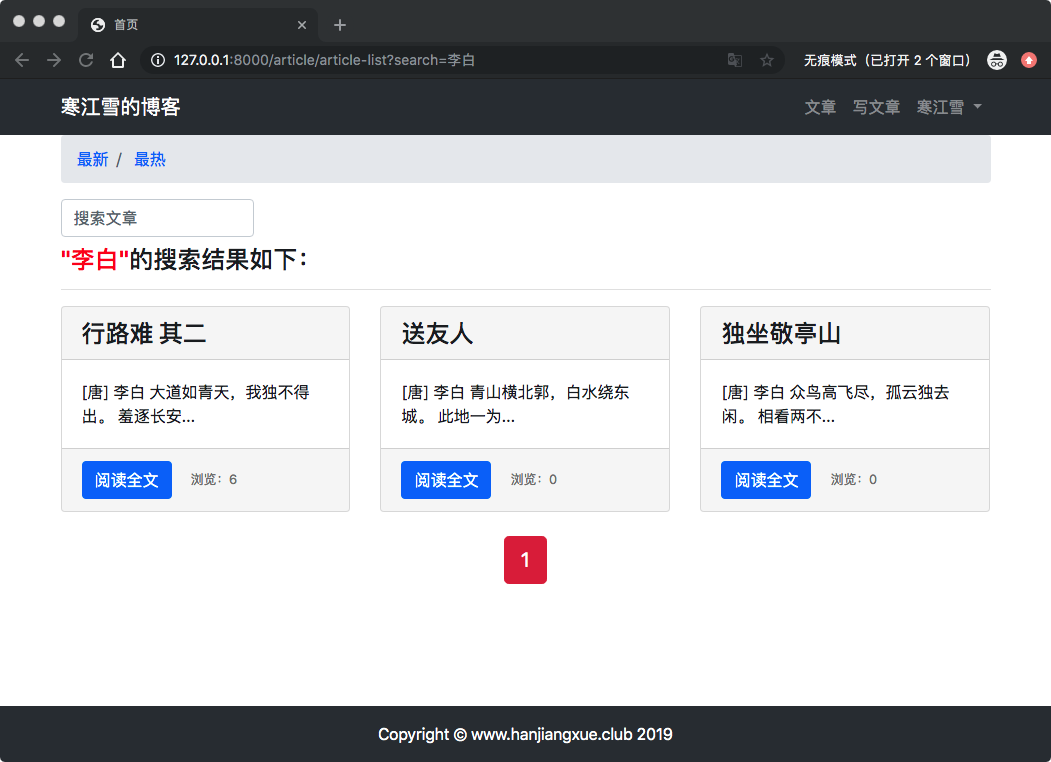 首页
127.0.0.1:8000/article/article-list?search=李白
无痕模式（已打开 2 个窗口）
寒江雪的博客
文章 写文章 寒江雪
最新 / 最热
搜索文章
"李白"的搜索结果如下：
行路难 其二
[唐] 李白 大道如青天，我独不得
出。 羞逐长安...
阅读全文 浏览：6
送友人
[唐] 李白 青山横北郭，白水绕东
城。 此地一为...
阅读全文 浏览：0
独坐敬亭山
[唐] 李白 众鸟高飞尽，孤云独去
闲。 相看两不...
阅读全文 浏览：0
1
Copyright © www.hanjiangxue.club 2019